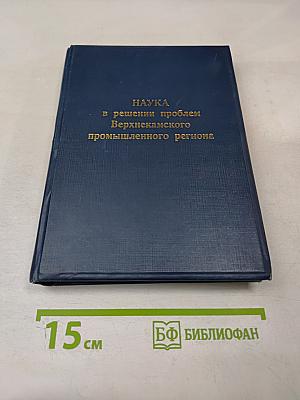 НАУКА
в решении проблем
Верхнекамского
промышленного региона
15 см
БФ БИБЛИОФАН